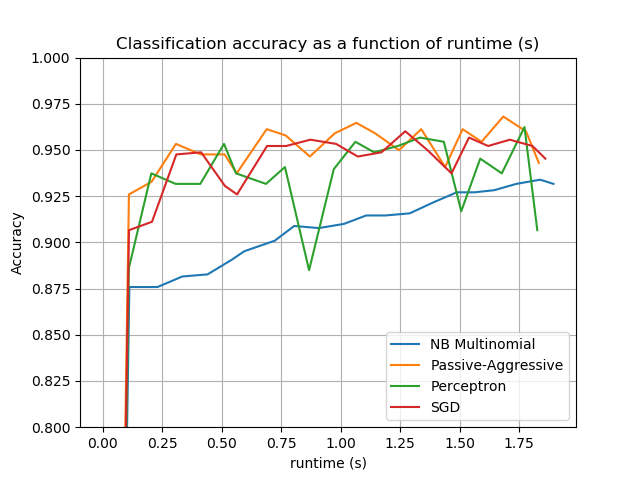 Classification accuracy as a function of runtime (s)
1.000
0.975
0.950
0.925
0.900
0.875
0.850
0.825
0.800
Accuracy
0.00 0.25 0.50 0.75 1.00 1.25 1.50 1.75
runtime (s)
NB Multinomial
Passive-Aggressive
Perceptron
SGD